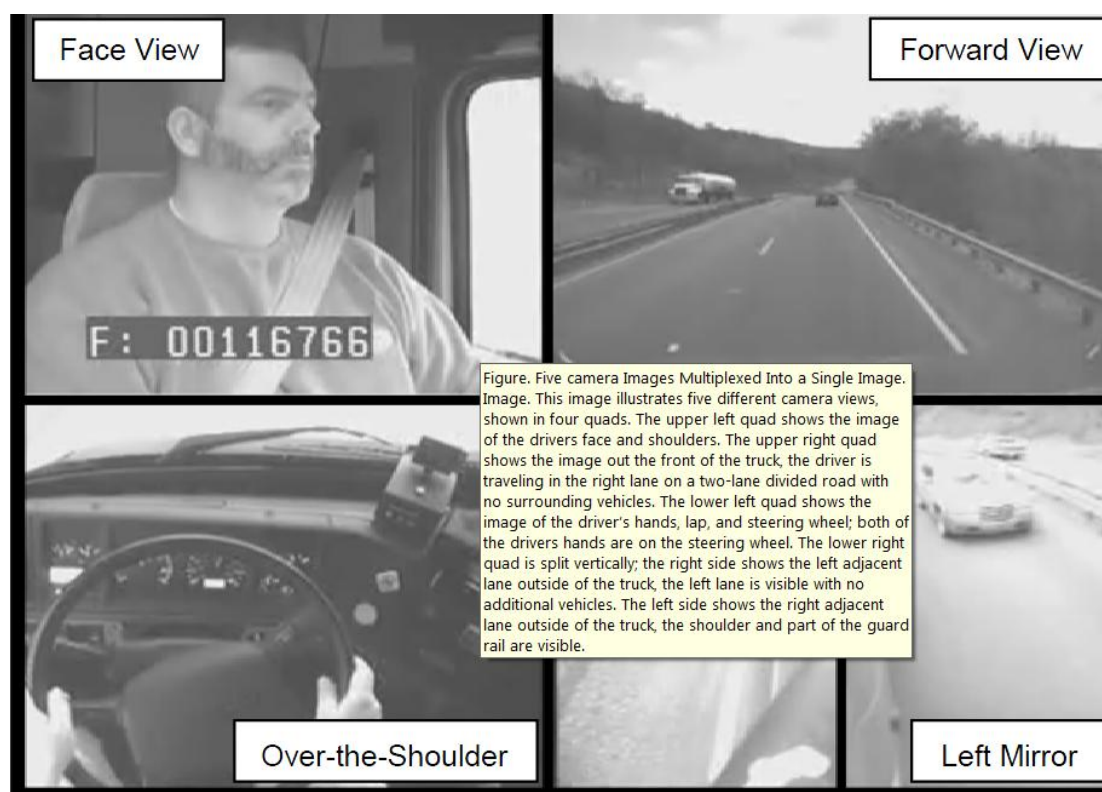 Face View
Forward View
F: 00116766
Figure. Five camera Images Multiplexed Into a Single Image.
Image. This image illustrates five different camera views,
shown in four quads. The upper left quad shows the image
of the drivers face and shoulders. The upper right quad
shows the image out the front of the truck, the driver is
traveling in the right lane on a two-lane divided road with
no surrounding vehicles. The lower left quad shows the
image of the driver's hands, lap, and steering wheel; both of
the drivers hands are on the steering wheel. The lower right
quad is split vertically; the right side shows the left adjacent
lane outside of the truck, the left lane is visible with no
additional vehicles. The left side shows the right adjacent
lane outside of the truck, the shoulder and part of the guard
rail are visible.
Over-the-Shoulder
Left Mirror